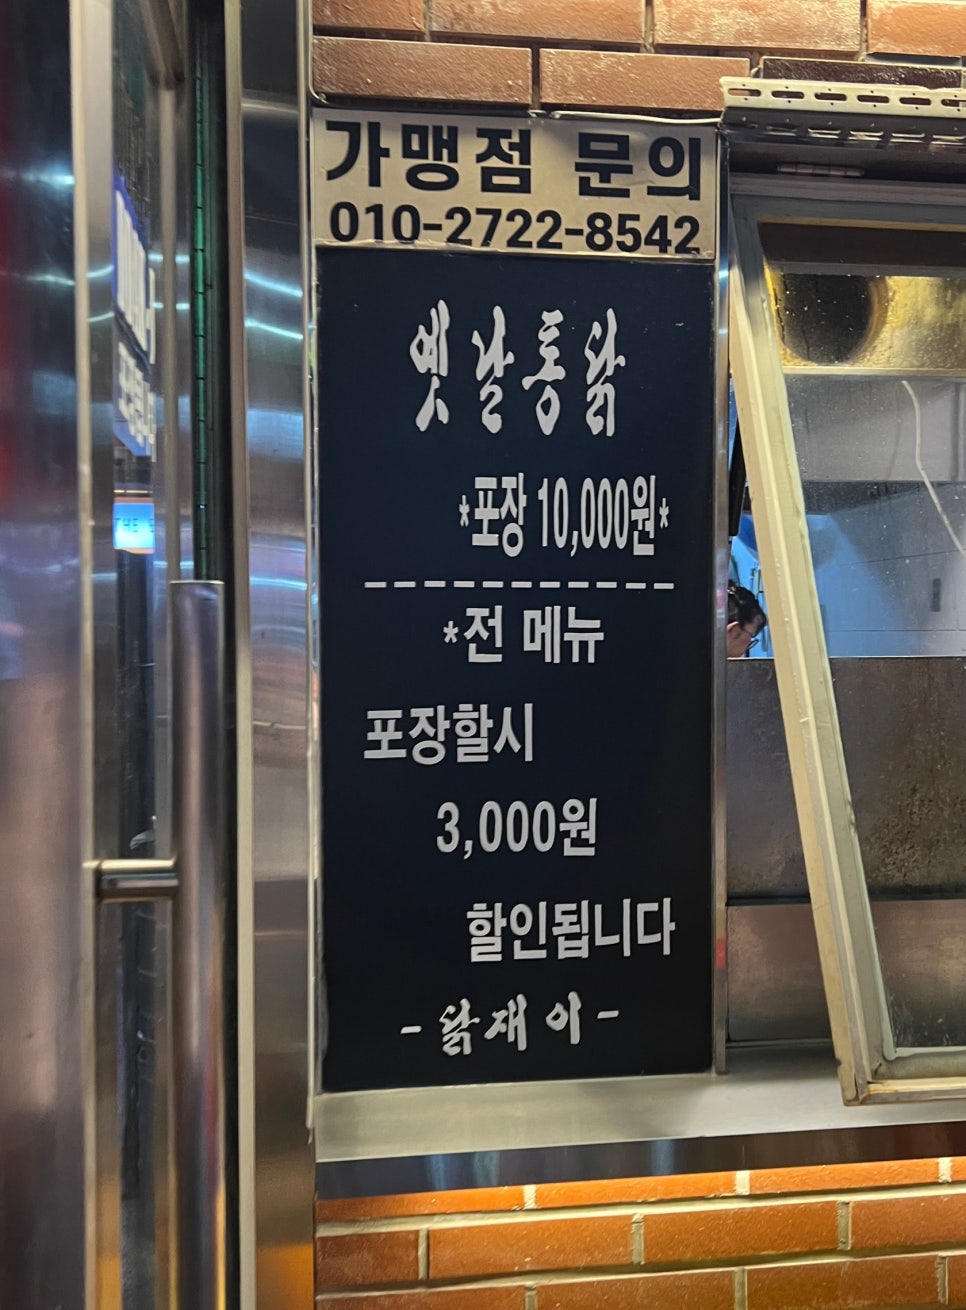 가맹점 문의
010-2722-8542
옛날통닭
*포장 10,000원*
*전 메뉴
포장할시
3,000원
할인됩니다
-닭재이-
THE